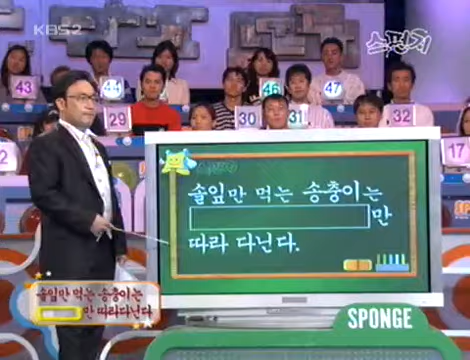 KBS2
스펀지
43
44
46
47
29
30
31
32
2
17
솔잎만 먹는 송충이는
만
따라 다닌다.
솔잎만 먹는 송충이는
만 따라다닌다
SPONGE